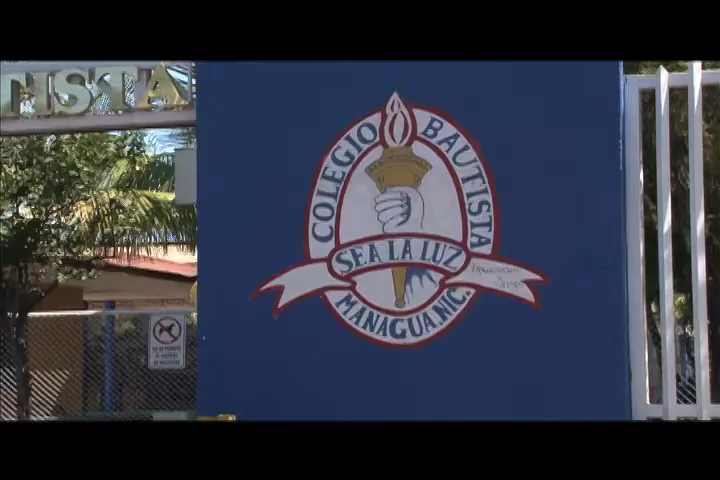 TISTA
COLEGIO BAUTISTA
SEA LA LUZ
MANAGUA, NIC.